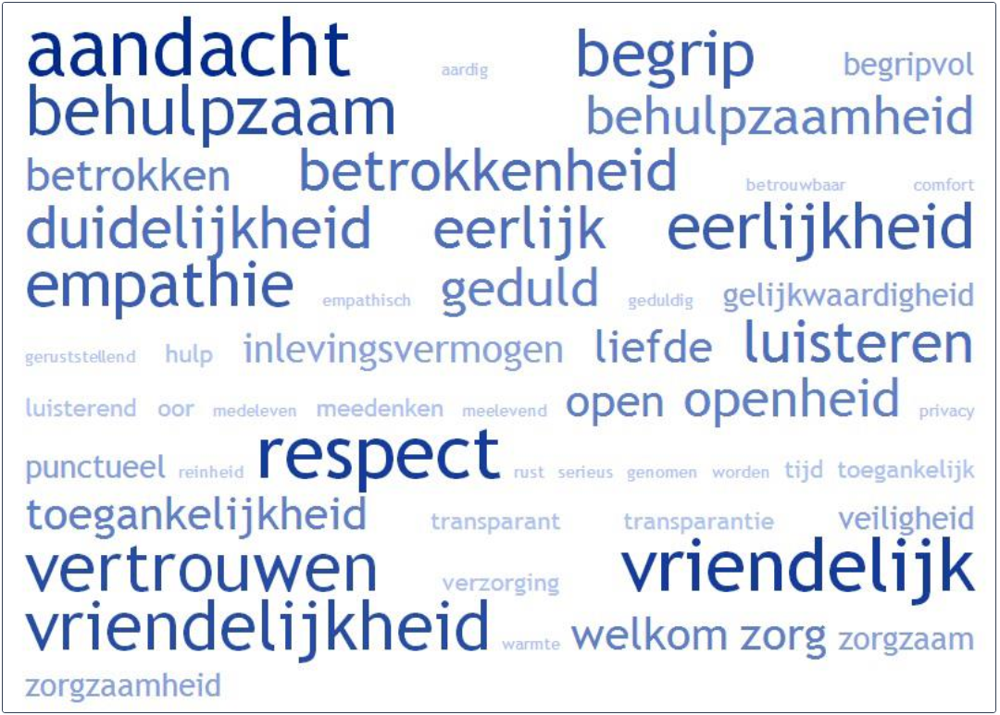 aandacht aardig begrip begripvol
behulpzaam behulpzaamheid
betrokken betrokkenheid betrouwbaar comfort
duidelijkheid eerlijk eerlijkheid
empathie empathisch geduld geduldig gelijkwaardigheid
geruststellend hulp inlevingsvermogen liefde luisteren
luisterend oor medeleven meedenken meelevend open openheid privacy
punctueel reinheid respect rust serieus genomen worden tijd toegankelijk
toegankelijkheid transparant transparantie veiligheid
vertrouwen verzorging vriendelijk
vriendelijkheid warmte welkom zorg zorgzaam
zorgzaamheid